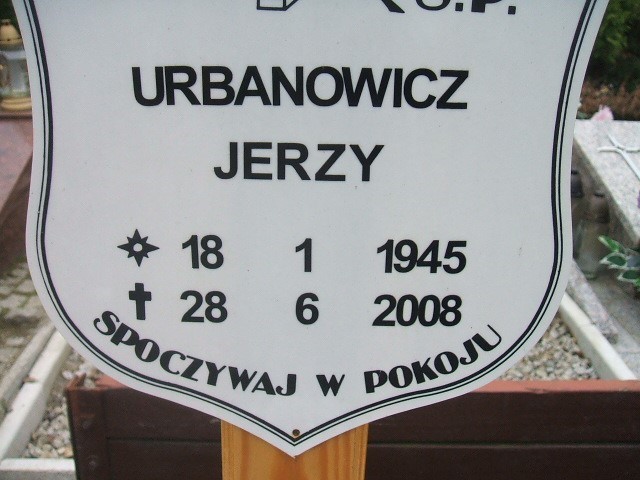 Ś.P.
URBANOWICZ
JERZY
18 1 1945
28 6 2008
SPOCZYWAJ W POKOJU